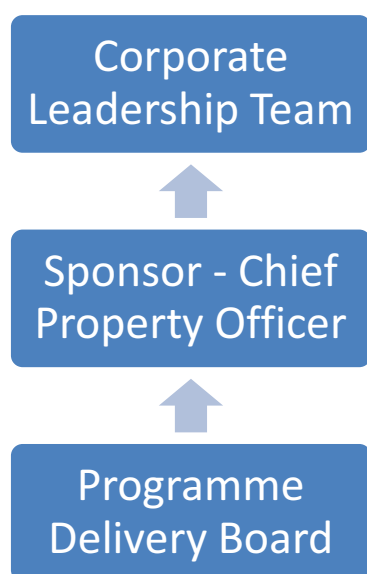 Corporate
Leadership Team
Sponsor - Chief
Property Officer
Programme
Delivery Board